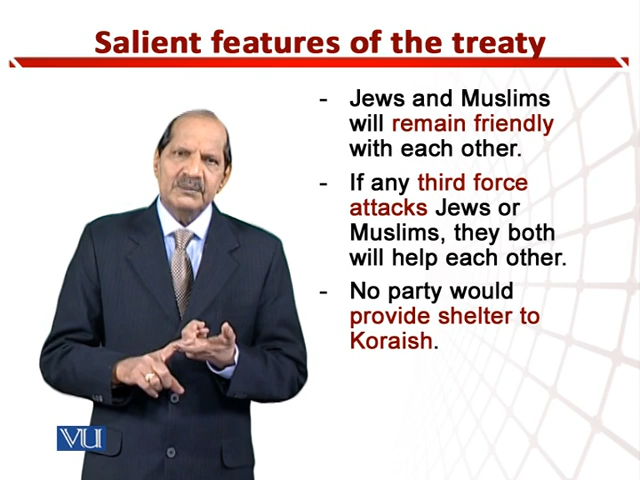 Salient features of the treaty
- Jews and Muslims
will remain friendly
with each other.
- If any third force
attacks Jews or
Muslims, they both
will help each other.
- No party would
provide shelter to
Koraish.
VU